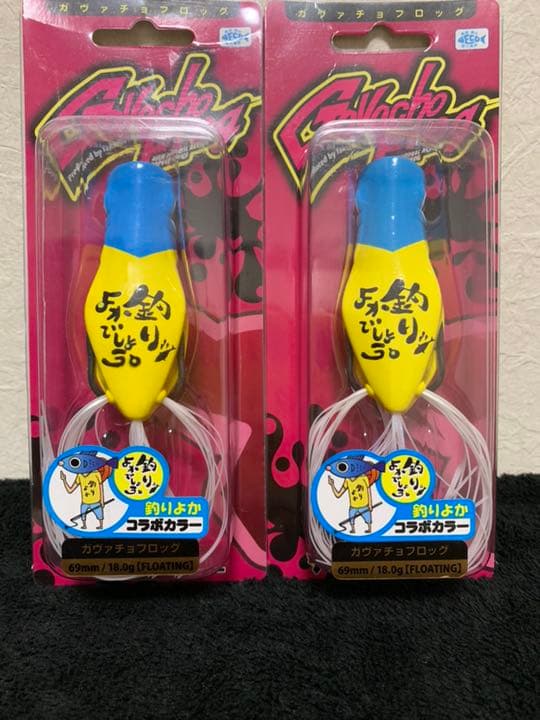 ガヴァチョフロッグ
Gavacho
釣り
よかでしょう。
釣り
よかでしょう。
釣りよか
コラボカラー
ガヴァチョフロッグ
69mm / 18.0g [FLOATING]
ガヴァチョフロッグ
Gavacho
釣り
よかでしょう。
釣り
よかでしょう。
釣りよか
コラボカラー
ガヴァチョフロッグ
69mm / 18.0g [FLOATING]